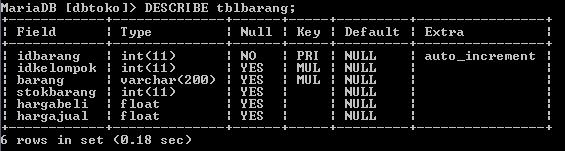 MariaDB [dbtoko]> DESCRIBE tblbarang;
+------------+--------------+------+-----+---------+----------------+
| Field      | Type         | Null | Key | Default | Extra          |
+------------+--------------+------+-----+---------+----------------+
| idbarang   | int(11)      | NO   | PRI | NULL    | auto_increment |
| idkelompok | int(11)      | YES  | MUL | NULL    |                |
| barang     | varchar(200) | YES  | MUL | NULL    |                |
| stokbarang | int(11)      | YES  |     | NULL    |                |
| hargabeli  | float        | YES  |     | NULL    |                |
| hargajual  | float        | YES  |     | NULL    |                |
+------------+--------------+------+-----+---------+----------------+
6 rows in set (0.18 sec)